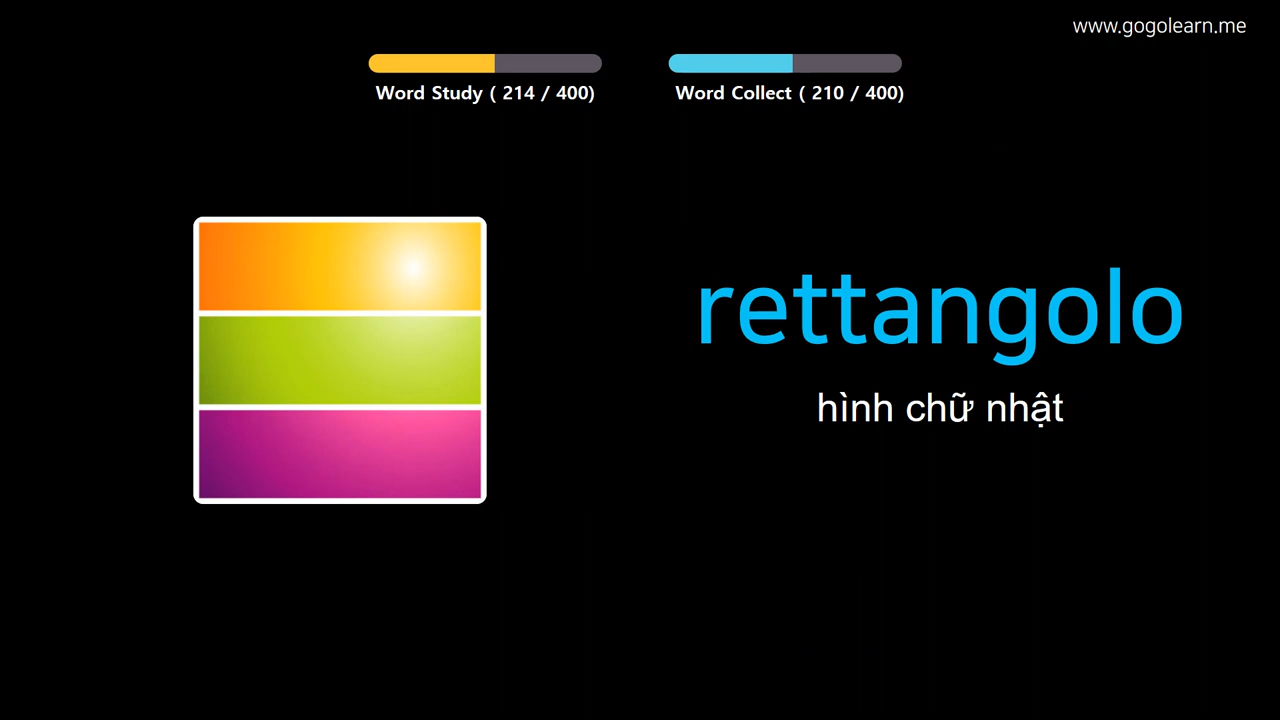 www.gogolearn.me
Word Study ( 214 / 400)
Word Collect ( 210 / 400)
rettangolo
hình chữ nhật